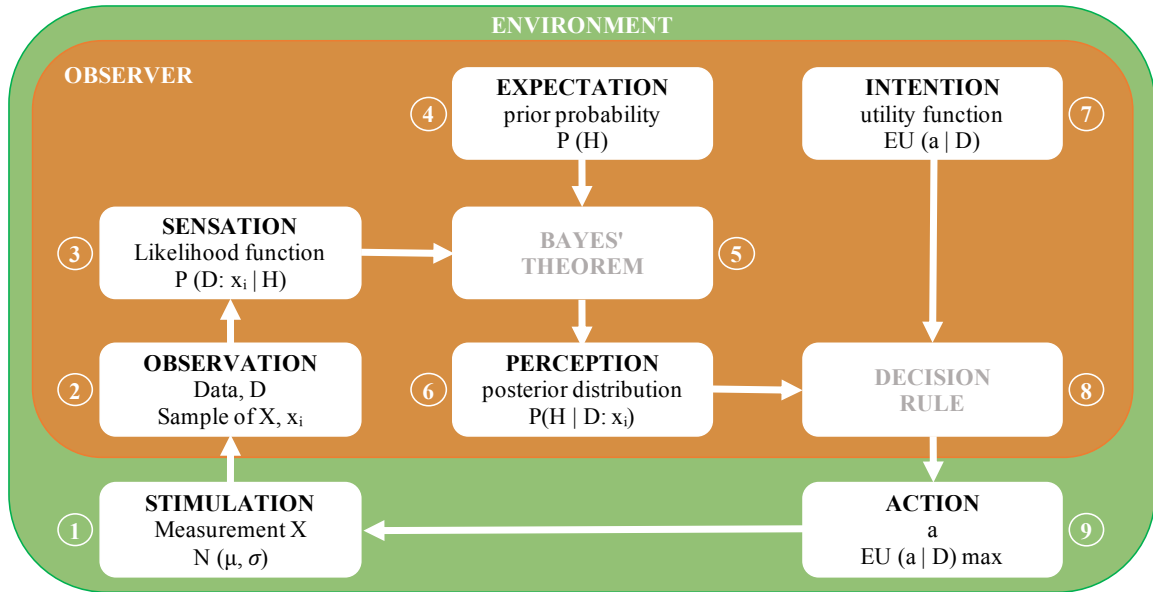 ENVIRONMENT
OBSERVER
4
EXPECTATION
prior probability
P (H)
INTENTION
utility function
EU (a | D)
7
3
SENSATION
Likelihood function
P (D: xᵢ | H)
BAYES'
THEOREM
5
2
OBSERVATION
Data, D
Sample of X, xᵢ
6
PERCEPTION
posterior distribution
P(H | D: xᵢ)
DECISION
RULE
8
1
STIMULATION
Measurement X
N (μ, σ)
ACTION
a
EU (a | D) max
9